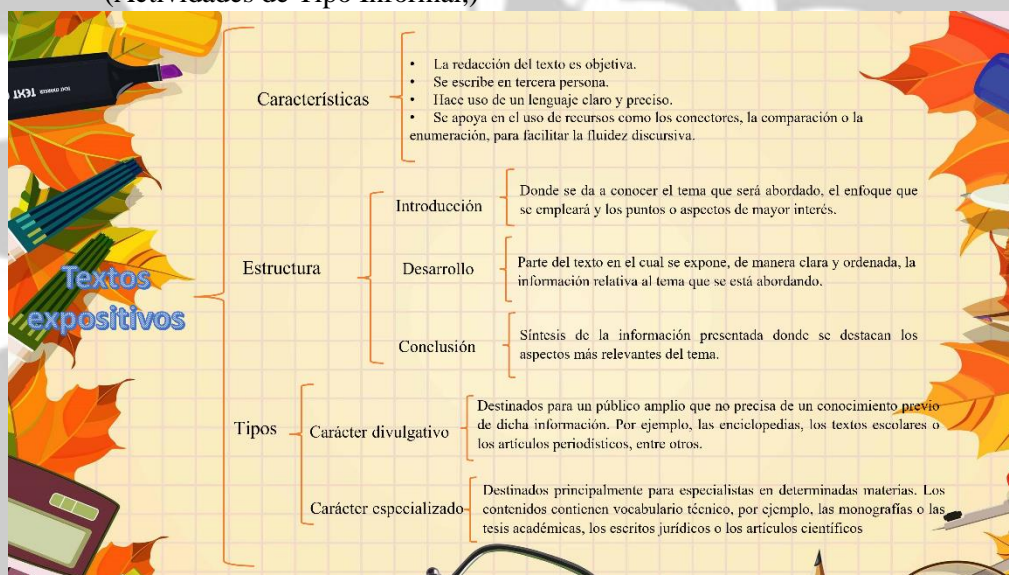 (Actividades de Tipo Informal,)
Características
• La redacción del texto es objetiva.
• Se escribe en tercera persona.
• Hace uso de un lenguaje claro y preciso.
• Se apoya en el uso de recursos como los conectores, la comparación o la
enumeración, para facilitar la fluidez discursiva.
Textos
expositivos
Estructura
Introducción
Donde se da a conocer el tema que será abordado, el enfoque que
se empleará y los puntos o aspectos de mayor interés.
Desarrollo
Parte del texto en el cual se expone, de manera clara y ordenada, la
información relativa al tema que se está abordando.
Conclusión
Síntesis de la información presentada donde se destacan los
aspectos más relevantes del tema.
Tipos
Carácter divulgativo
Destinados para un público amplio que no precisa de un conocimiento previo
de dicha información. Por ejemplo, las enciclopedias, los textos escolares o
los artículos periodísticos, entre otros.
Carácter especializado
Destinados principalmente para especialistas en determinadas materias. Los
contenidos contienen vocabulario técnico, por ejemplo, las monografías o las
tesis académicas, los escritos jurídicos o los artículos científicos